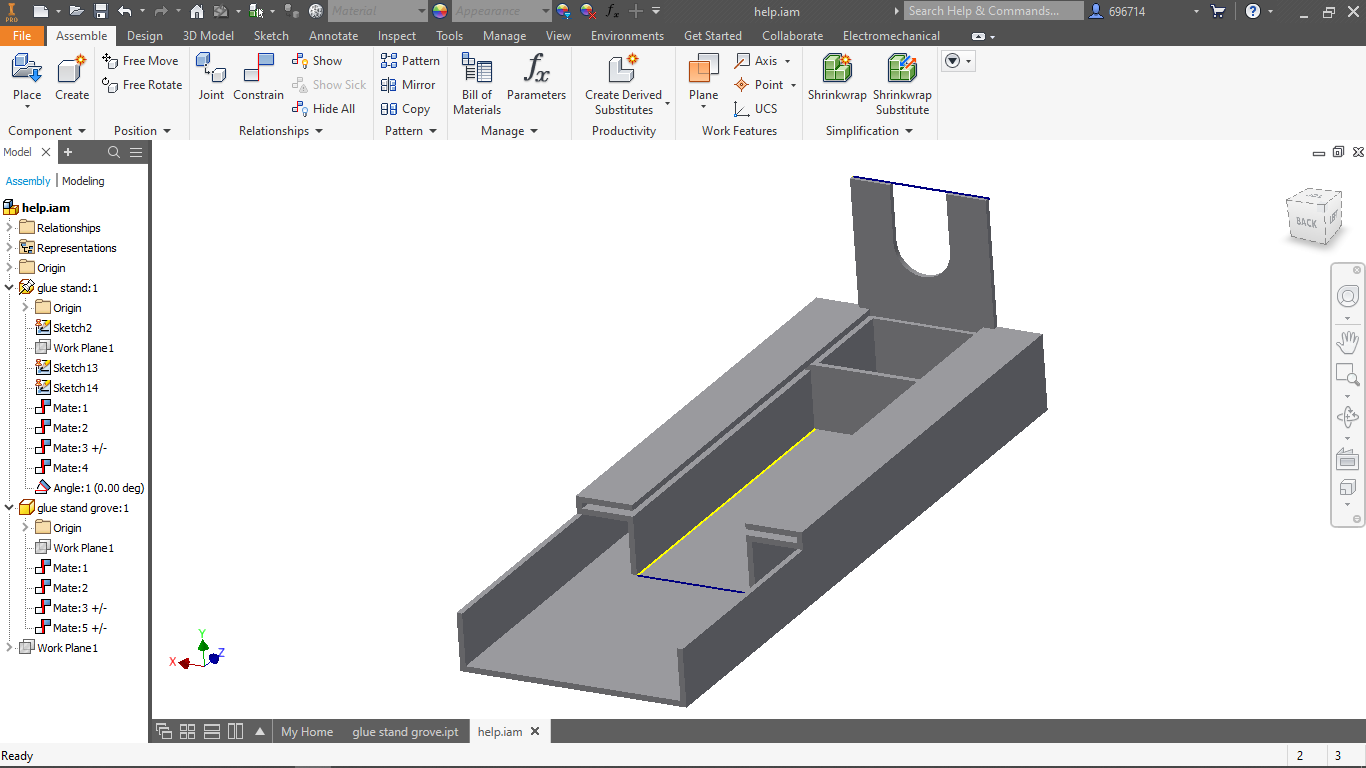 I
PRO
Material
Appearance
fx
help.iam
Search Help & Commands...
696714
File
Assemble
Design
3D Model
Sketch
Annotate
Inspect
Tools
Manage
View
Environments
Get Started
Collaborate
Electromechanical
Place
Create
Free Move
Free Rotate
Joint
Constrain
Show
Show Sick
Hide All
Pattern
Mirror
Copy
Bill of
Materials
fx
Parameters
Create Derived
Substitutes
Plane
Axis
Point
UCS
Shrinkwrap
Shrinkwrap
Substitute
Component
Position
Relationships
Pattern
Manage
Productivity
Work Features
Simplification
Model
Assembly
Modeling
help.iam
Relationships
Representations
Origin
glue stand:1
Origin
Sketch2
Work Plane1
Sketch13
Sketch14
Mate:1
Mate:2
Mate:3 +/-
Mate:4
Angle:1 (0.00 deg)
glue stand grove:1
Origin
Work Plane1
Mate:1
Mate:2
Mate:3 +/-
Mate:5 +/-
Work Plane1
BACK
Y
Z
X
My Home
glue stand grove.ipt
help.iam
Ready
2
3